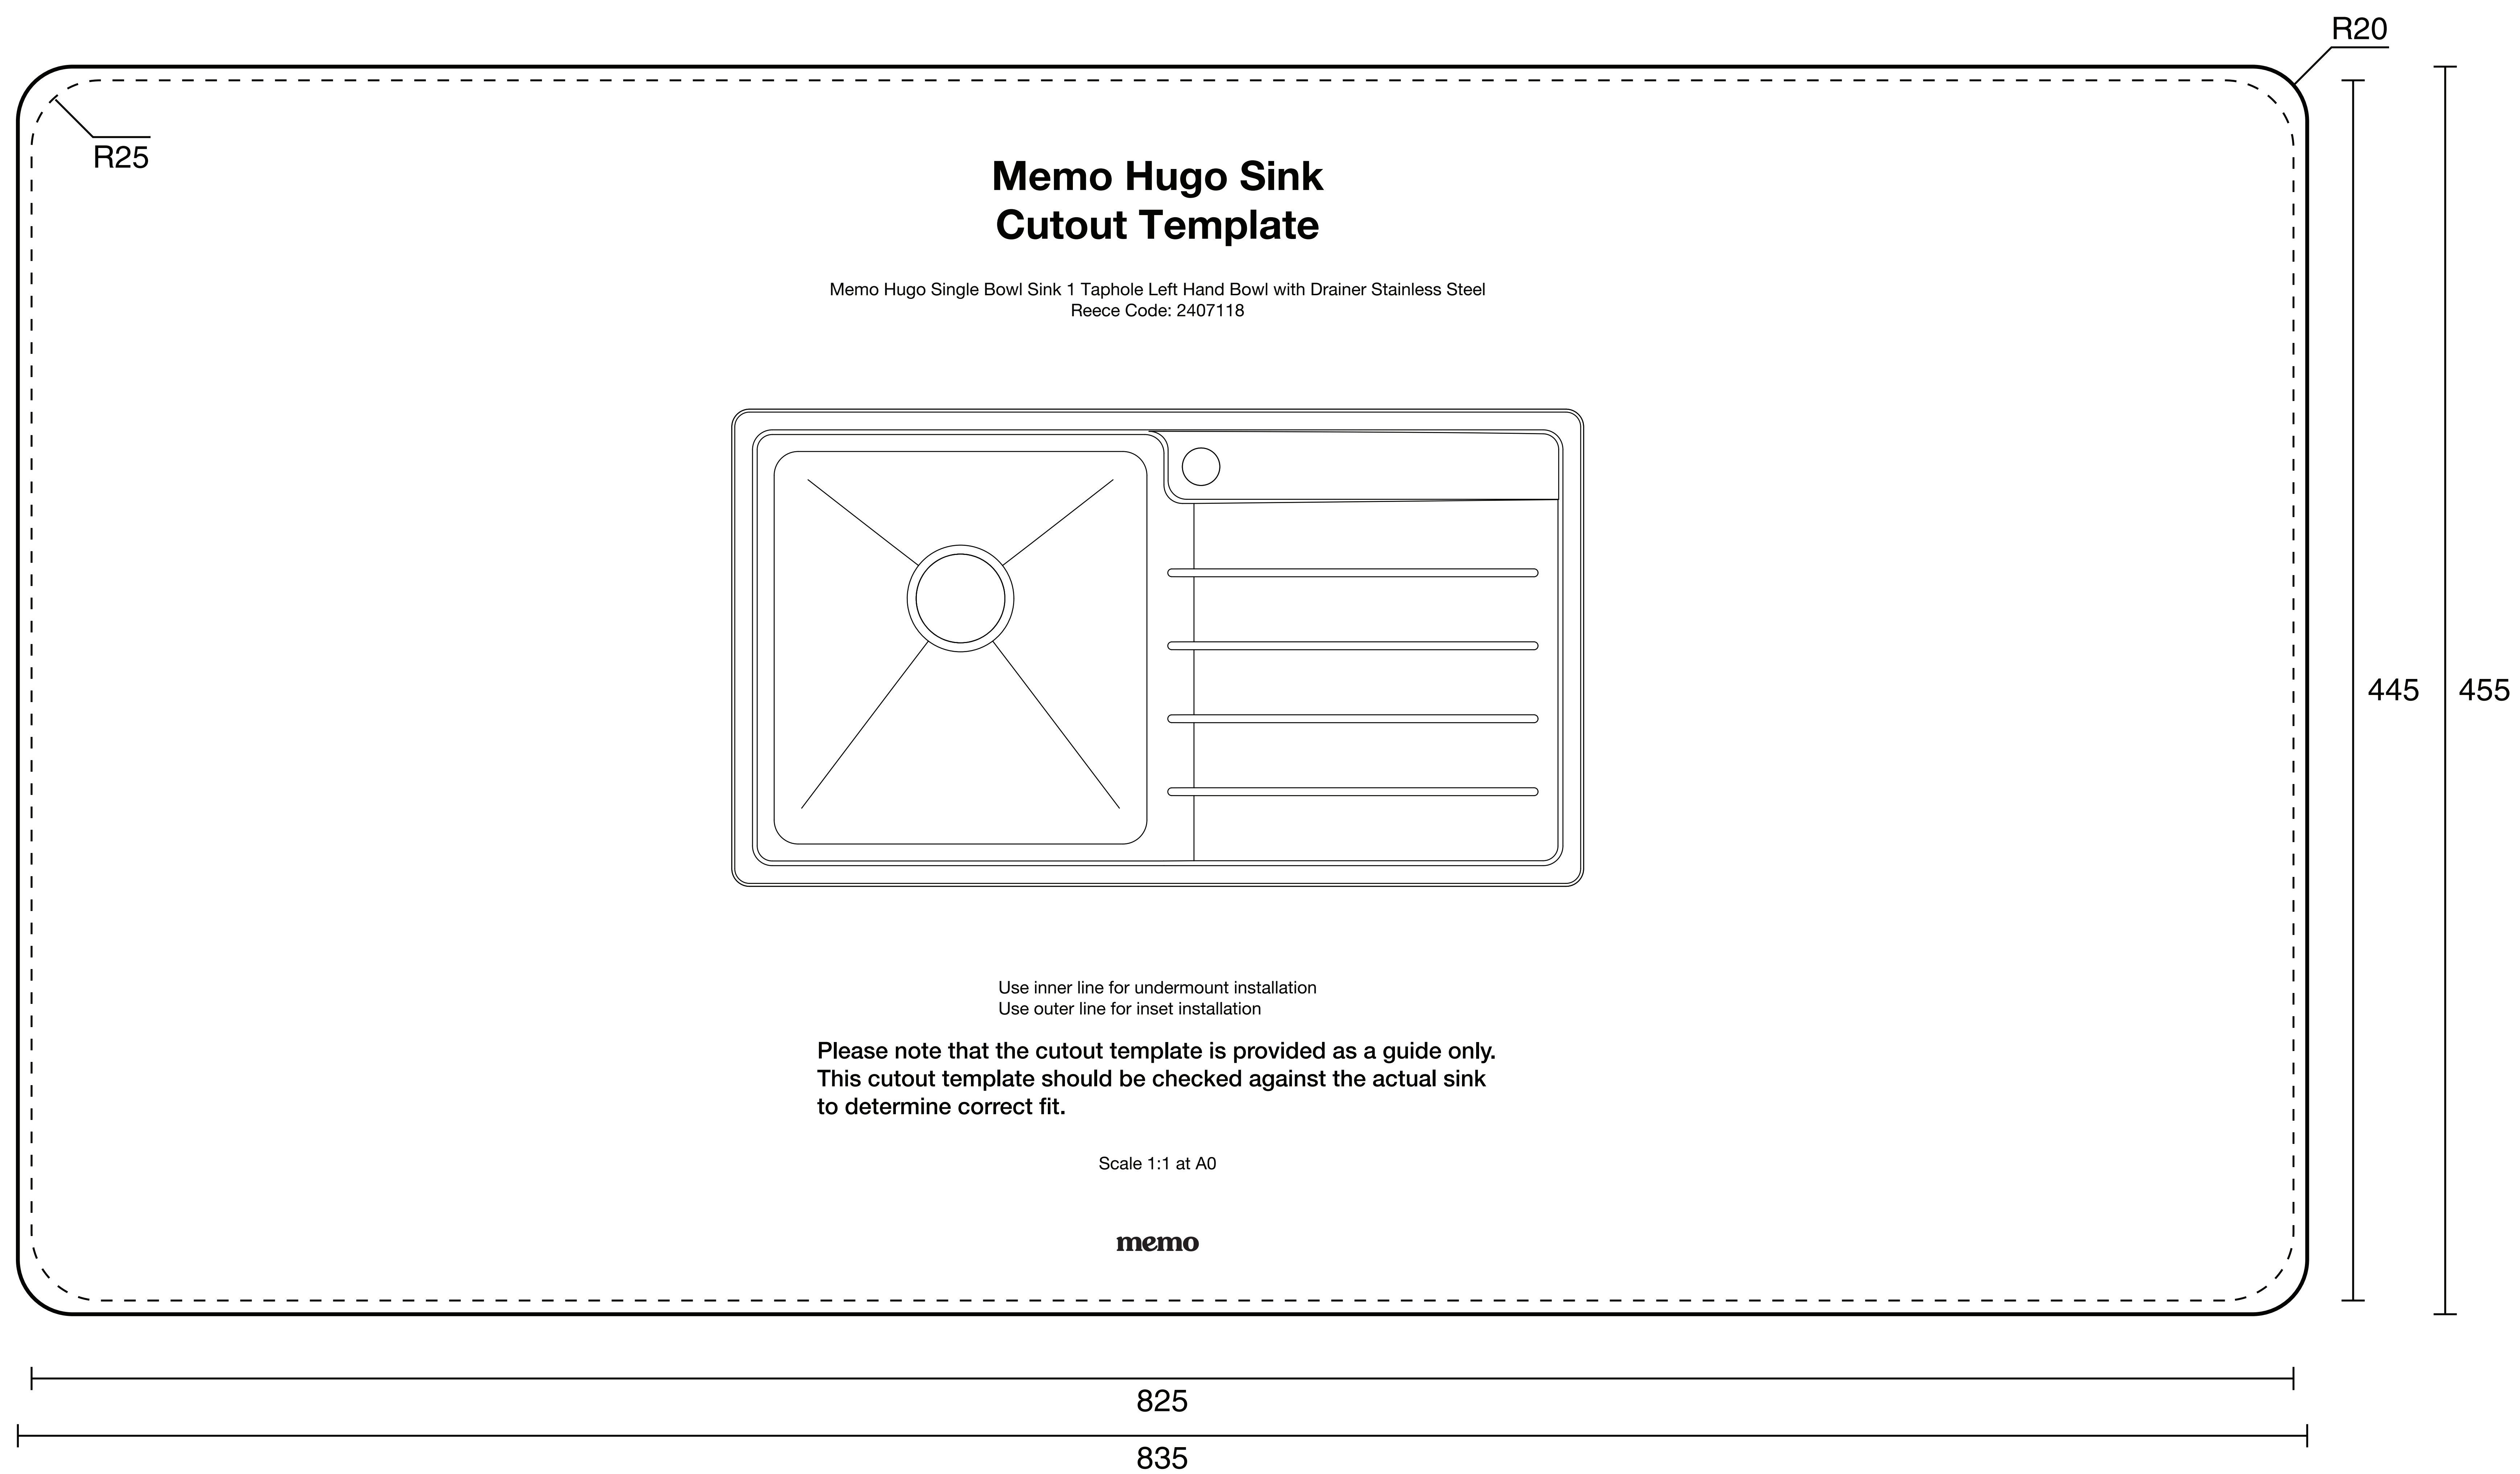 R20
R25
Memo Hugo Sink
Cutout Template
Memo Hugo Single Bowl Sink 1 Taphole Left Hand Bowl with Drainer Stainless Steel
Reece Code: 2407118
445
455
Use inner line for undermount installation
Use outer line for inset installation
Please note that the cutout template is provided as a guide only.
This cutout template should be checked against the actual sink
to determine correct fit.
Scale 1:1 at A0
memo
825
835